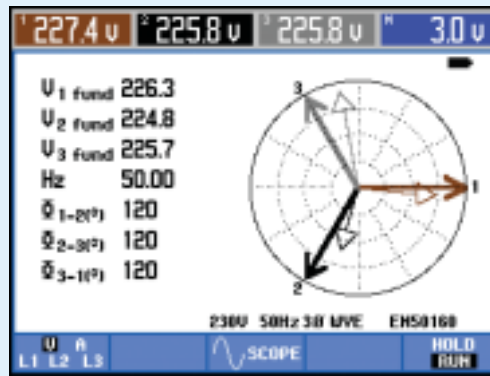 1 227.4 V 2 225.8 V 3 225.8 V N 3.0 V
V1 fund 226.3
V2 fund 224.8
V3 fund 225.7
Hz 50.00
Φ1-2(°) 120
Φ2-3(°) 120
Φ3-1(°) 120
3
1
2
230V 50Hz 3Ø WYE EN50160
V A
L1 L2 L3
SCOPE
HOLD
RUN